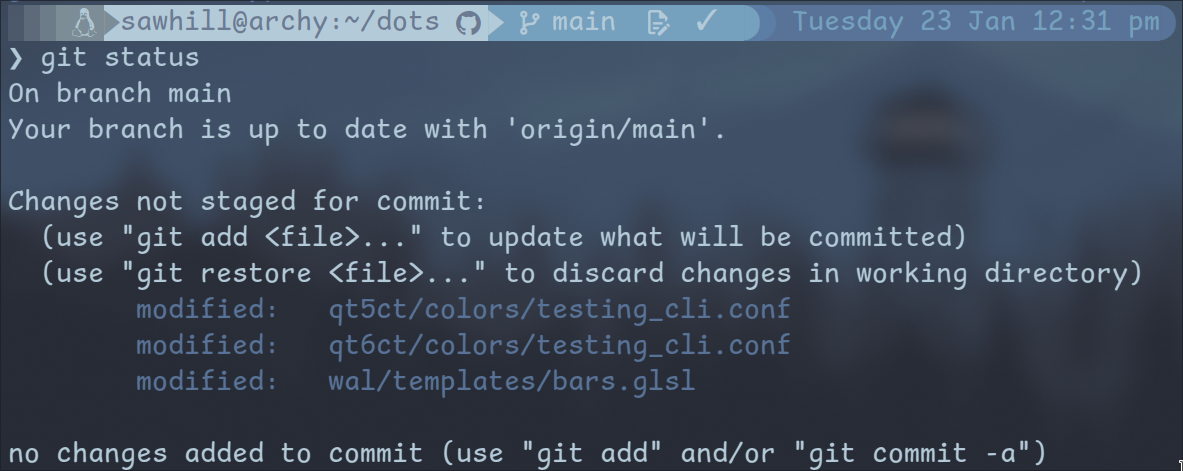 sawhill@archy:~/dots main ✓ Tuesday 23 Jan 12:31 pm
❯ git status
On branch main
Your branch is up to date with 'origin/main'.
Changes not staged for commit:
(use "git add <file>..." to update what will be committed)
(use "git restore <file>..." to discard changes in working directory)
modified: qt5ct/colors/testing_cli.conf
modified: qt6ct/colors/testing_cli.conf
modified: wal/templates/bars.glsl
no changes added to commit (use "git add" and/or "git commit -a")